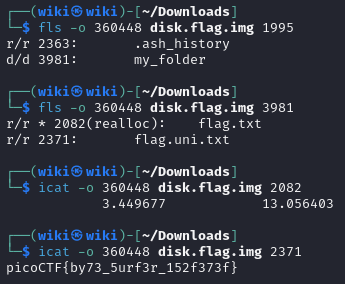 ┌──(wiki㉿wiki)-[~/Downloads]
└─$ fls -o 360448 disk.flag.img 1995
r/r 2363:       .ash_history
d/d 3981:       my_folder

┌──(wiki㉿wiki)-[~/Downloads]
└─$ fls -o 360448 disk.flag.img 3981
r/r * 2082(realloc):    flag.txt
r/r 2371:       flag.uni.txt

┌──(wiki㉿wiki)-[~/Downloads]
└─$ icat -o 360448 disk.flag.img 2082
            3.449677            13.056403

┌──(wiki㉿wiki)-[~/Downloads]
└─$ icat -o 360448 disk.flag.img 2371
picoCTF{by73_5urf3r_152f373f}